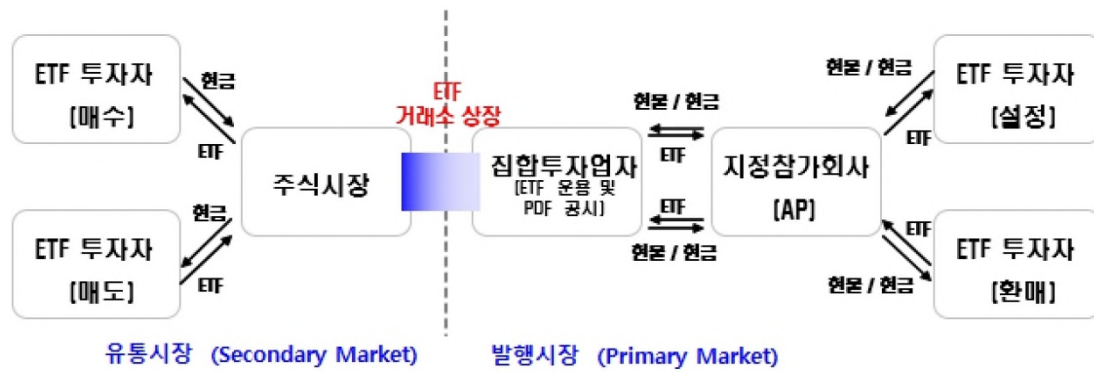 ETF 투자자
[매수]
현금
ETF
ETF 투자자
[매도]
현금
ETF
주식시장
ETF
거래소 상장
집합투자업자
[ETF 운용 및
PDF 공시]
현물 / 현금
ETF
ETF
현물 / 현금
지정참가회사
[AP]
현물 / 현금
ETF
ETF 투자자
[설정]
ETF
현물 / 현금
ETF 투자자
[환매]
유통시장 (Secondary Market)
발행시장 (Primary Market)